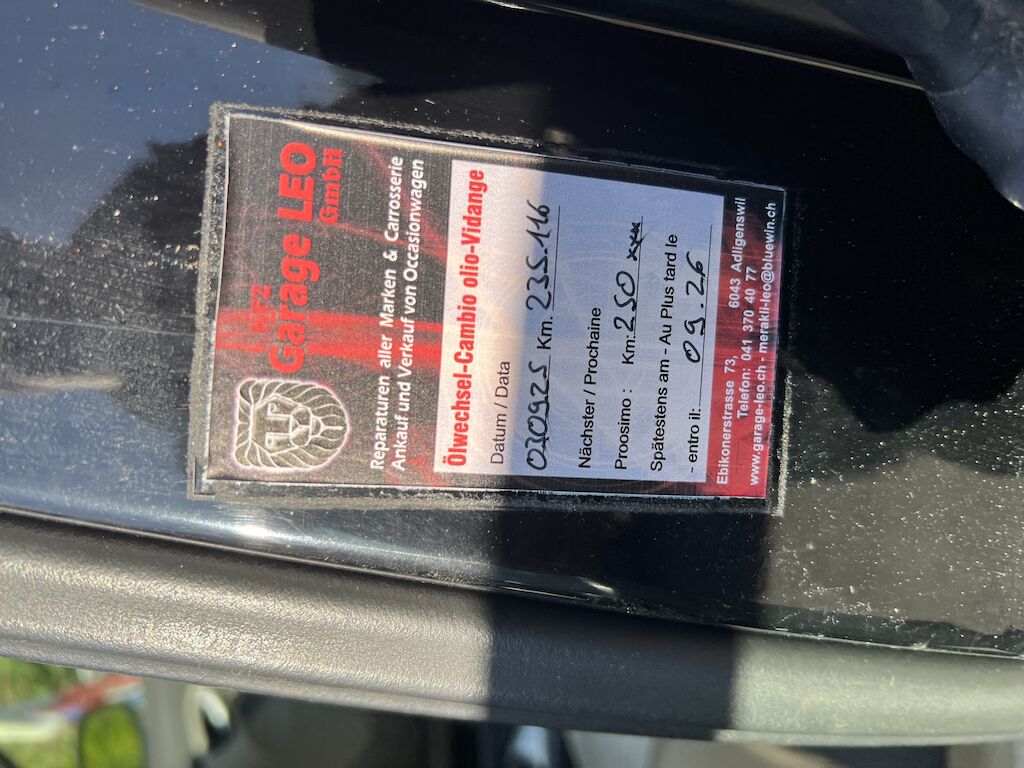 KFZ
Garage LEO
GmbH
Reparaturen aller Marken & Carrosserie
Ankauf und Verkauf von Occasionwagen
Ölwechsel-Cambio olio-Vidange
Datum / Data
020925 Km. 235.116
Nächster / Prochaine
Proosimo : Km: 250 xxx
Spätestens am - Au Plus tard le
- entro il: 09.26
Ebikonerstrasse 73, 6043 Adligenswil
Telefon: 041 370 40 77
www.garage-leo.ch - merakli-leo@bluewin.ch